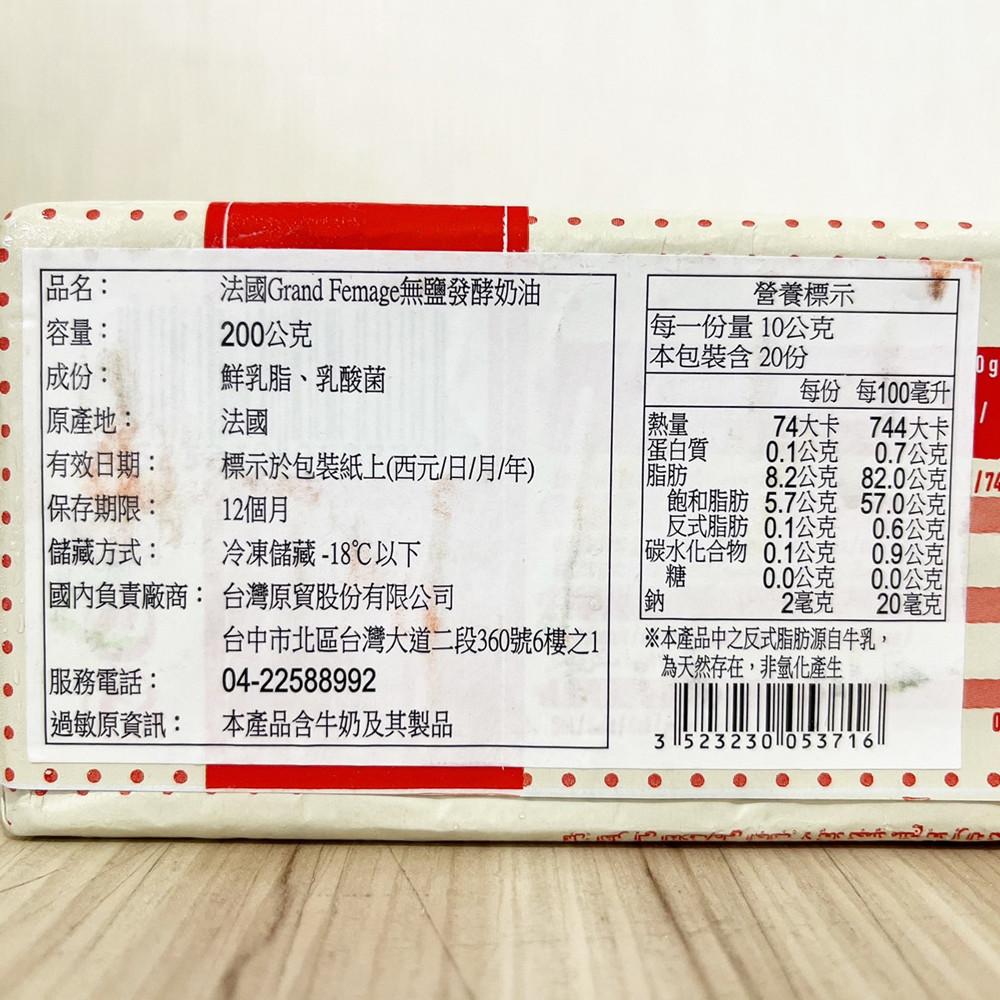 品名： 法國Grand Femage無鹽發酵奶油
容量： 200公克
成份： 鮮乳脂、乳酸菌
原產地： 法國
有效日期： 標示於包裝紙上(西元/日/月/年)
保存期限： 12個月
儲藏方式： 冷凍儲藏 -18℃以下
國內負責廠商： 台灣原貿股份有限公司
台中市北區台灣大道二段360號6樓之1
服務電話： 04-22588992
過敏原資訊： 本產品含牛奶及其製品
營養標示
每一份量 10公克
本包裝含 20份
每份 每100毫升
熱量 74大卡 744大卡
蛋白質 0.1公克 0.7公克
脂肪 8.2公克 82.0公克
飽和脂肪 5.7公克 57.0公克
反式脂肪 0.1公克 0.6公克
碳水化合物 0.1公克 0.9公克
糖 0.0公克 0.0公克
鈉 2毫克 20毫克
※本產品中之反式脂肪源自牛乳，
為天然存在，非氫化產生
3 523230 053716
0g
/
/74